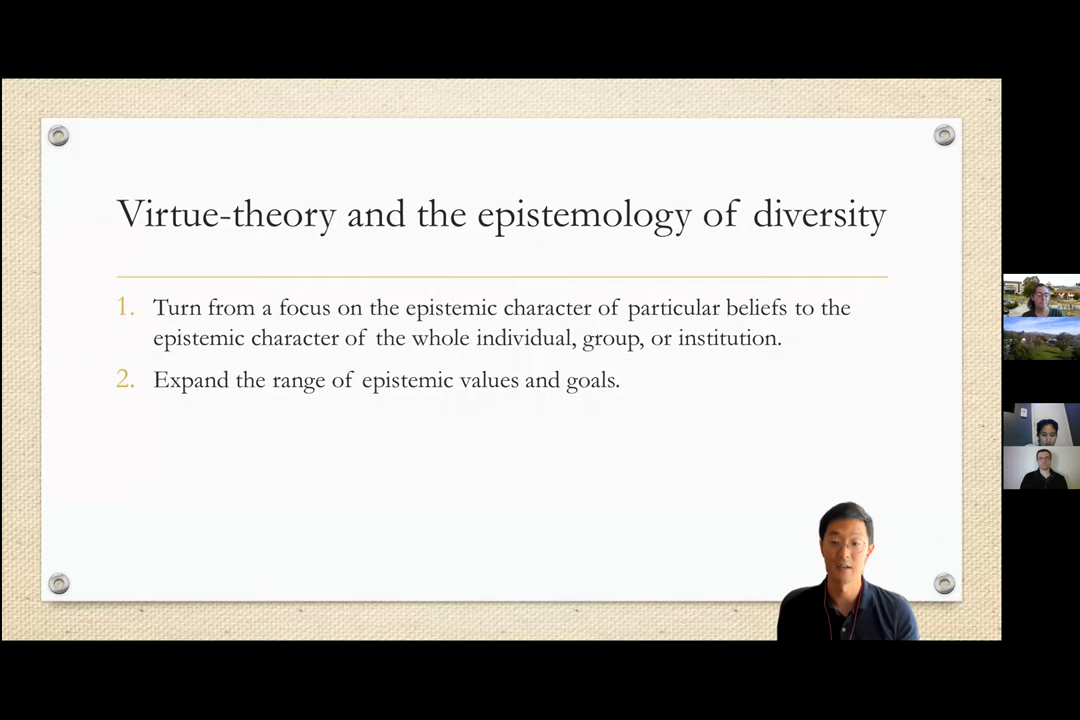 Virtue-theory and the epistemology of diversity
1. Turn from a focus on the epistemic character of particular beliefs to the
epistemic character of the whole individual, group, or institution.
2. Expand the range of epistemic values and goals.